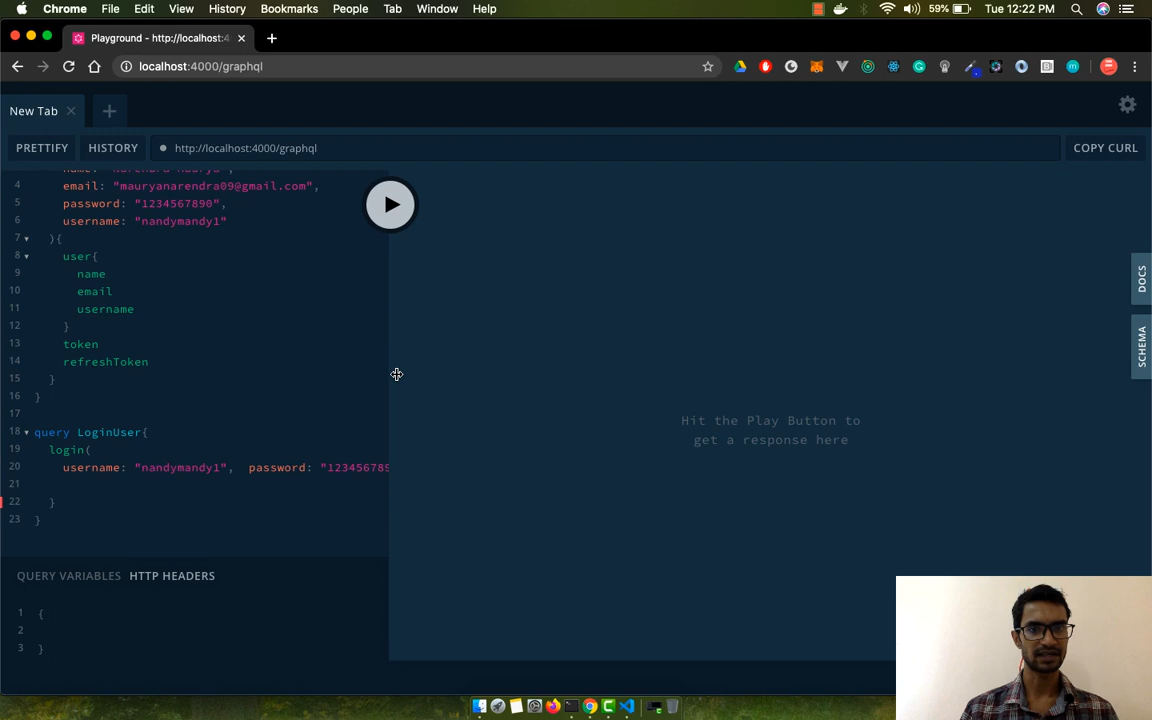 Chrome File Edit View History Bookmarks People Tab Window Help 59% Tue 12:22 PM
Playground - http://localhost:4
localhost:4000/graphql
New Tab
PRETTIFY HISTORY http://localhost:4000/graphql COPY CURL
4 email: "mauryanarendra09@gmail.com",
5 password: "1234567890",
6 username: "nandymandy1"
7 ){
8 user{
9 name
10 email
11 username
12 }
13 token
14 refreshToken
15 }
16 }
17
18 query LoginUser{
19 login(
20 username: "nandymandy1", password: "123456789
21
22 }
23 }
Hit the Play Button to
get a response here
DOCS
SCHEMA
QUERY VARIABLES HTTP HEADERS
1 {
2
3 }